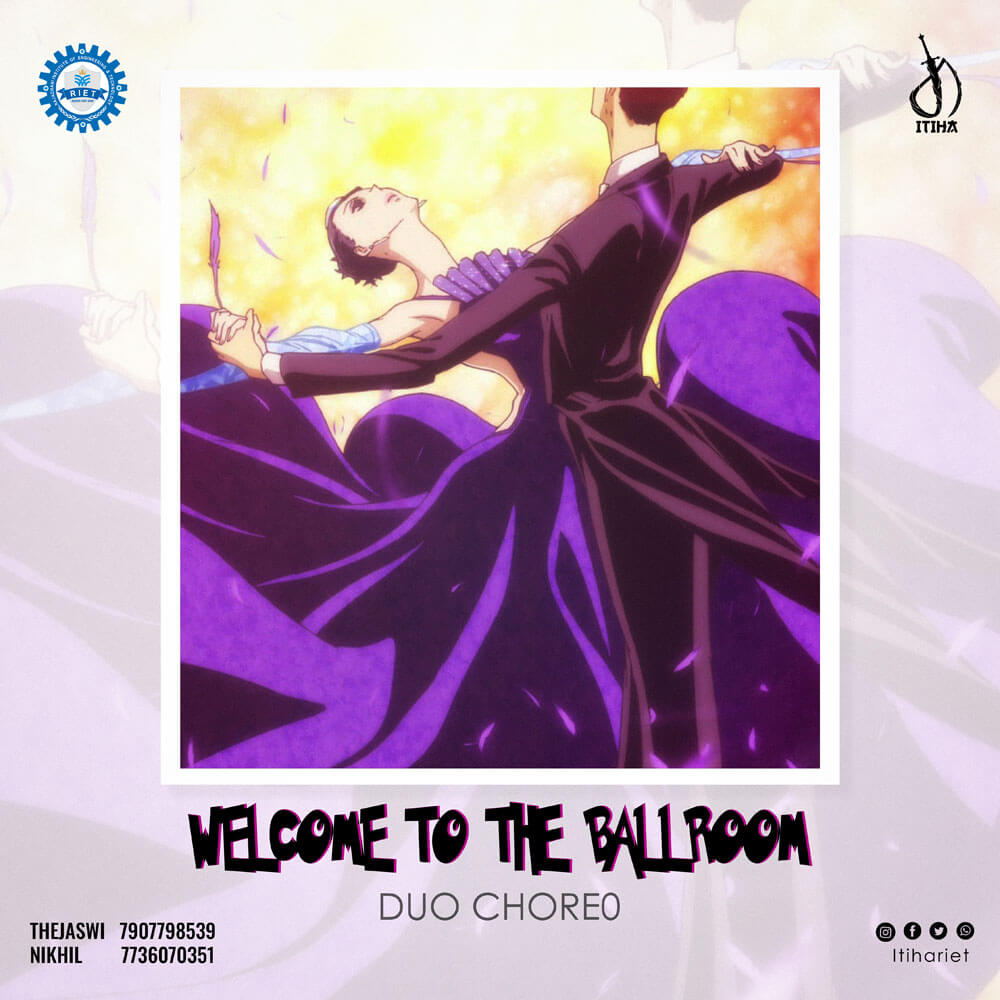 RIET
ITIHA
WELCOME TO THE BALLROOM
DUO CHORE0
THEJASWI 7907798539
NIKHIL 7736070351
Itihariet